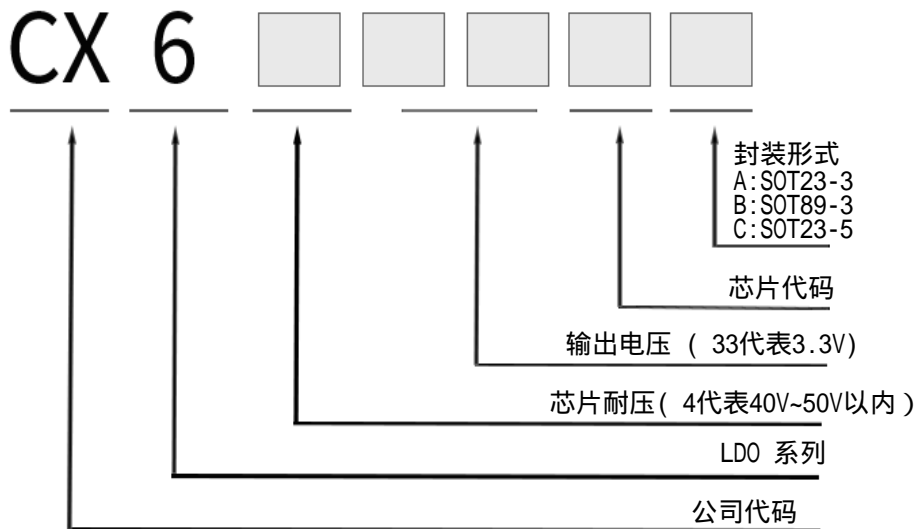 CX 6
封装形式
A:SOT23-3
B:SOT89-3
C:SOT23-5
芯片代码
输出电压 ( 33代表3.3V)
芯片耐压( 4代表40V~50V以内 )
LDO 系列
公司代码